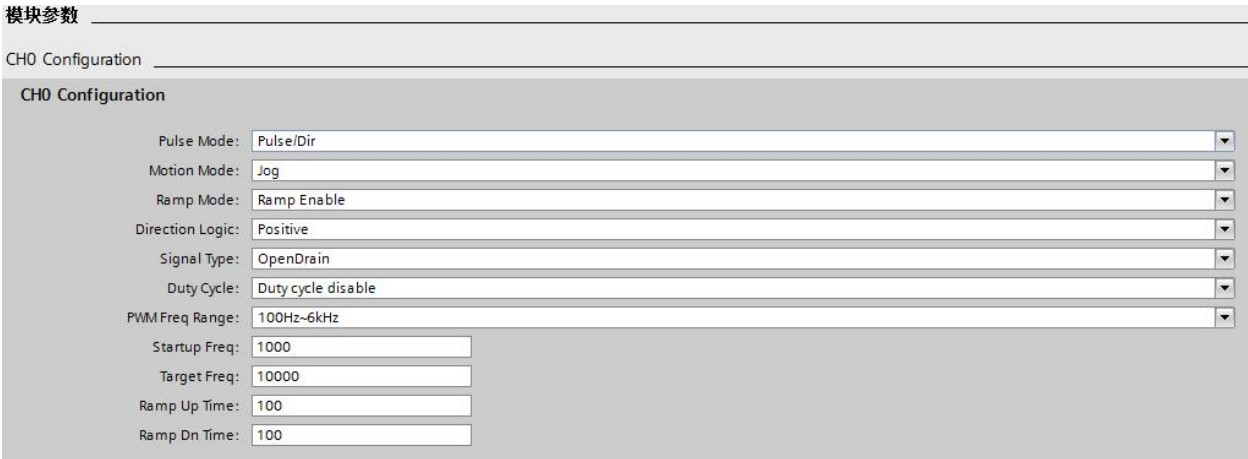 模块参数
CH0 Configuration
CH0 Configuration
Pulse Mode: Pulse/Dir
Motion Mode: Jog
Ramp Mode: Ramp Enable
Direction Logic: Positive
Signal Type: OpenDrain
Duty Cycle: Duty cycle disable
PWM Freq Range: 100Hz~6kHz
Startup Freq: 1000
Target Freq: 10000
Ramp Up Time: 100
Ramp Dn Time: 100